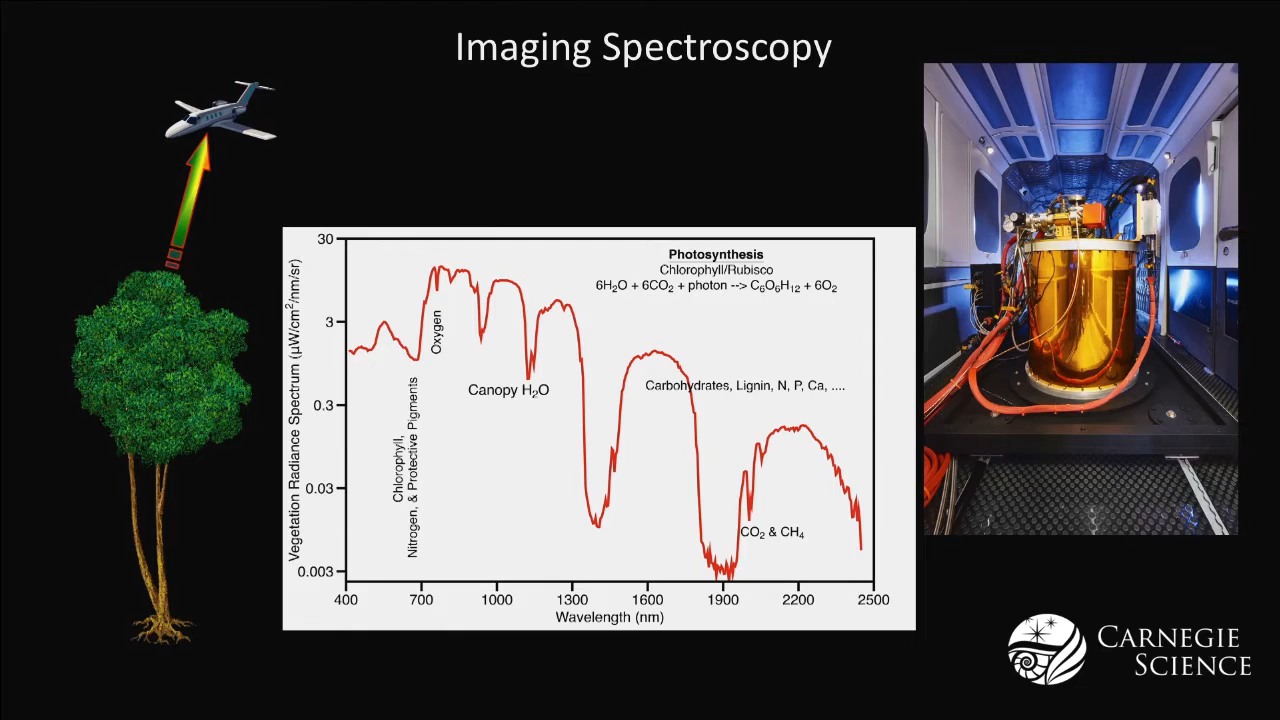 Imaging Spectroscopy
Vegetation Radiance Spectrum (µW/cm²/nm/sr)
30
3
0.3
0.03
0.003
Photosynthesis
Chlorophyll/Rubisco
6H₂O + 6CO₂ + photon --> C₆O₆H₁₂ + 6O₂
Oxygen
Canopy H₂O
Carbohydrates, Lignin, N, P, Ca, ....
Chlorophyll,
Nitrogen, & Protective Pigments
CO₂ & CH₄
400 700 1000 1300 1600 1900 2200 2500
Wavelength (nm)
CARNEGIE
SCIENCE